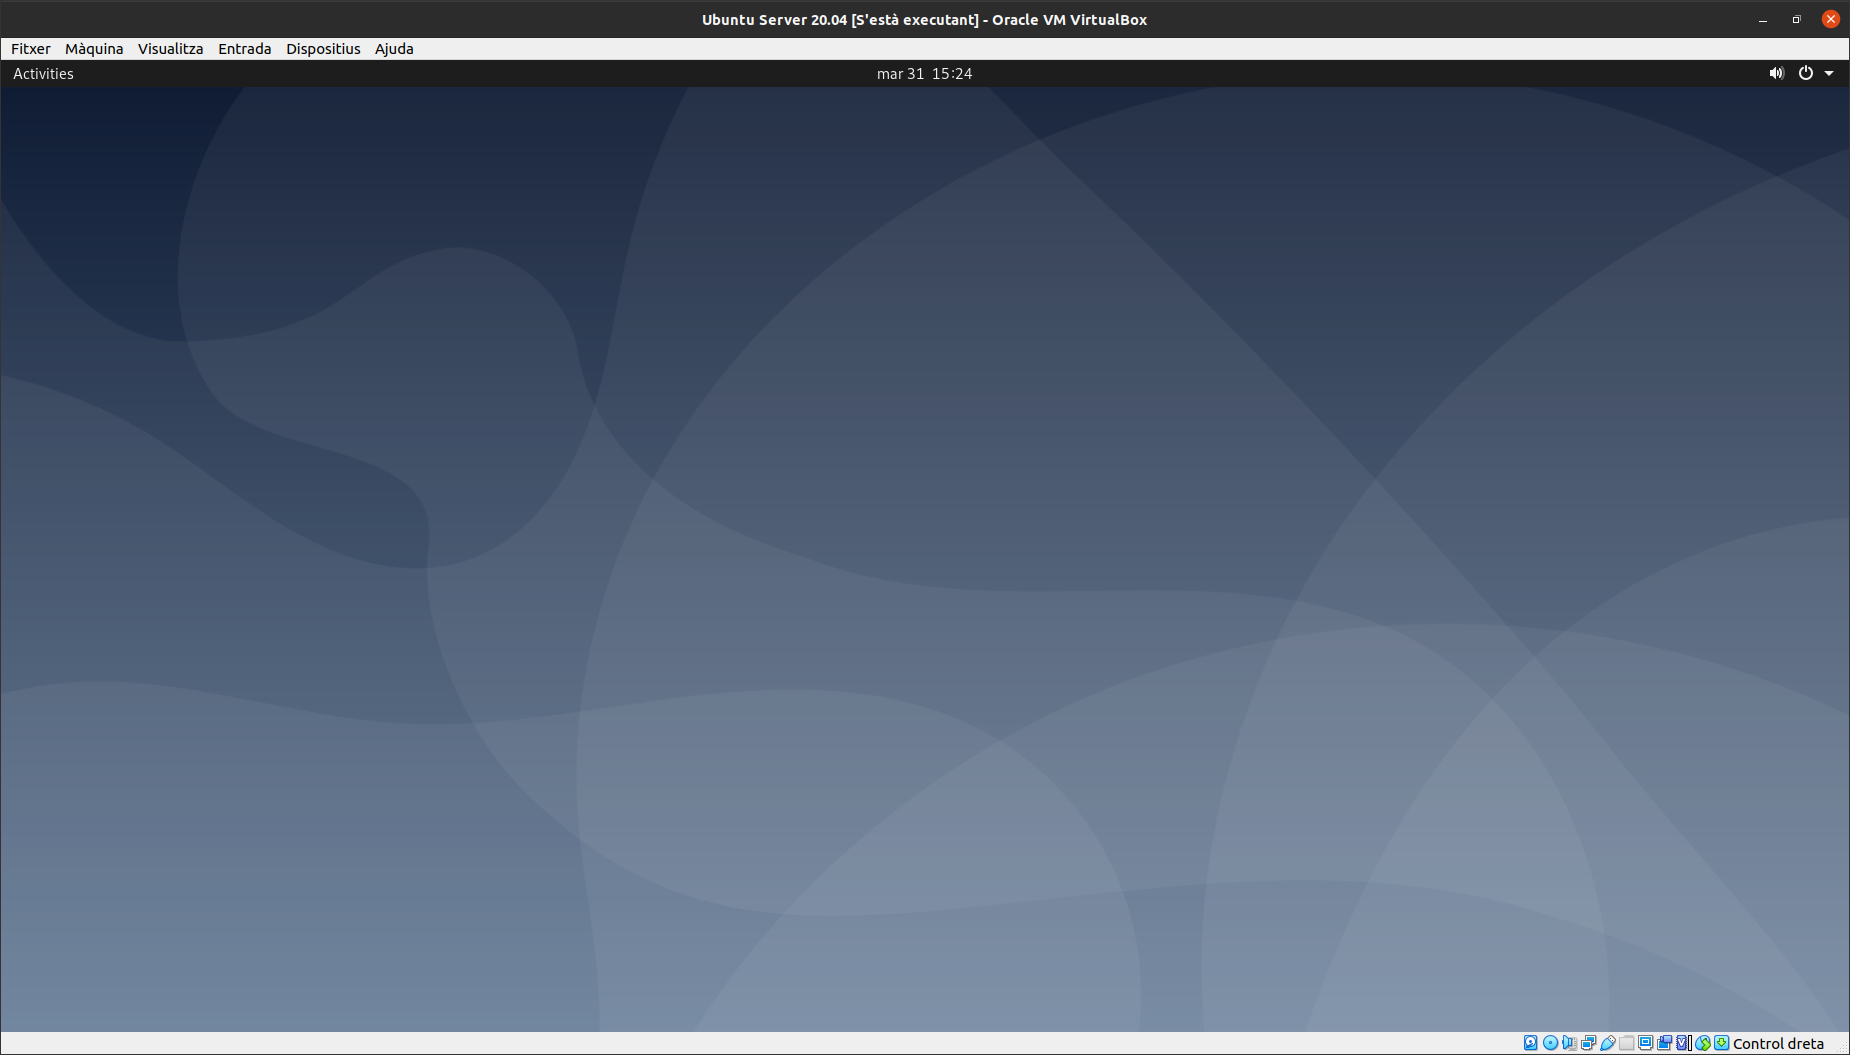 Ubuntu Server 20.04 [S'està executant] - Oracle VM VirtualBox
Fitxer Màquina Visualitza Entrada Dispositius Ajuda
Activities mar 31 15:24
Control dreta